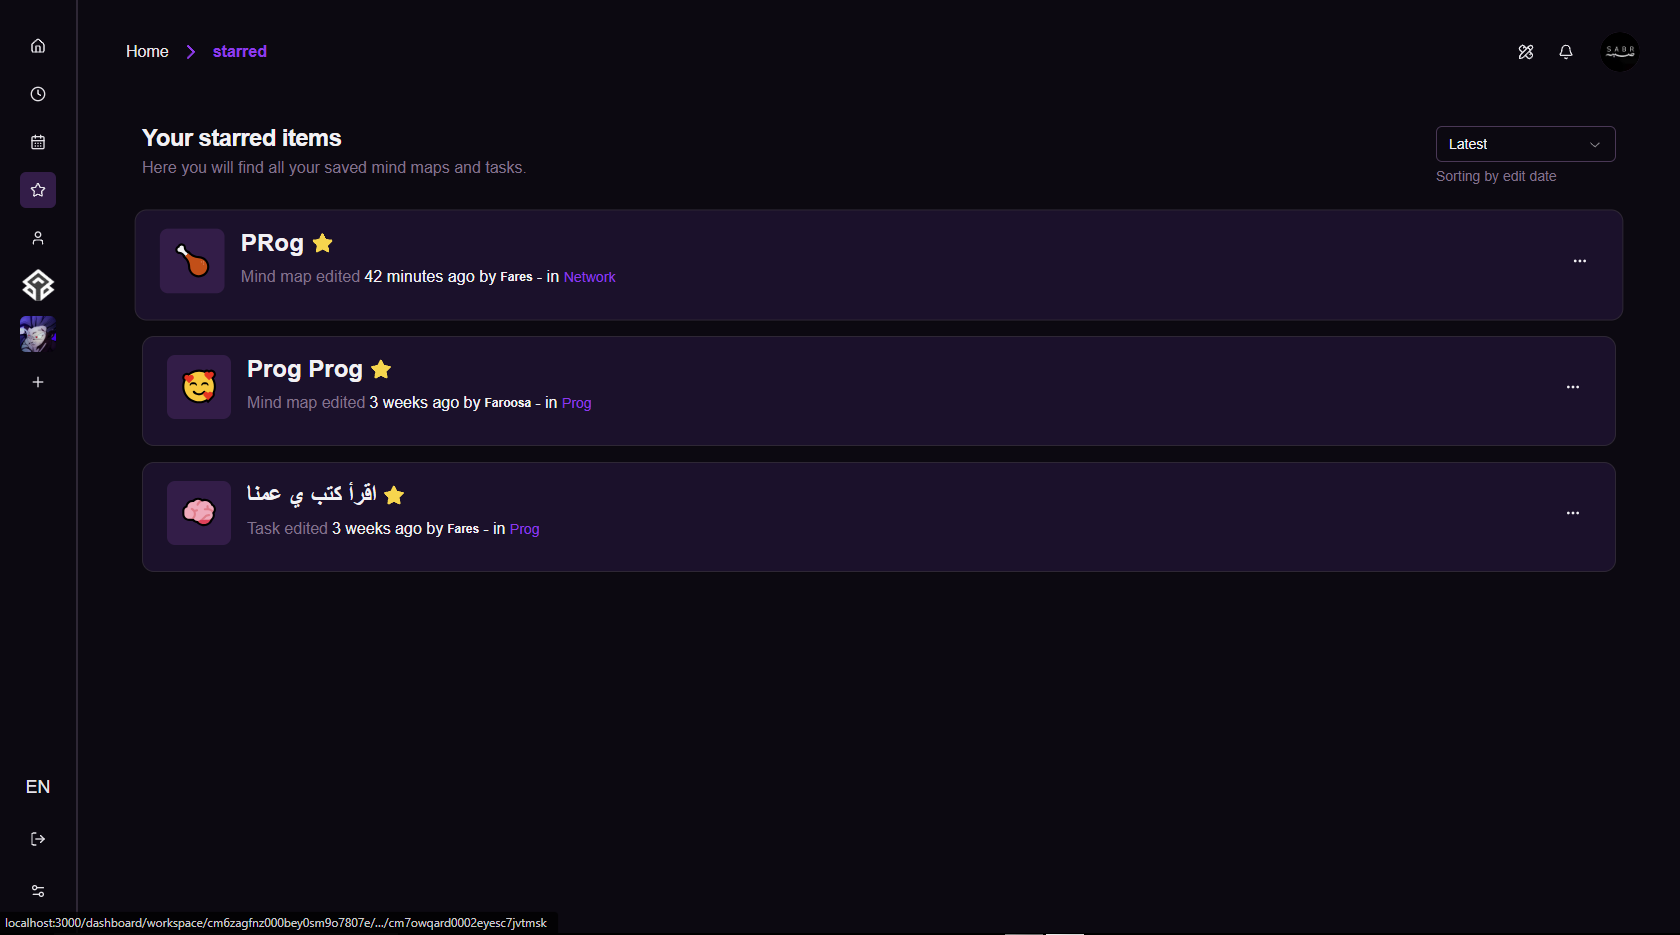 Home > starred
SABR
Your starred items
Here you will find all your saved mind maps and tasks.
Latest
Sorting by edit date
PRog
Mind map edited 42 minutes ago by Fares - in Network
Prog Prog
Mind map edited 3 weeks ago by Faroosa - in Prog
اقرأ كتب ي عمنا
Task edited 3 weeks ago by Fares - in Prog
EN
localhost:3000/dashboard/workspace/cm6zagfnz000bey0sm9o7807e/.../cm7owqard0002eyesc7jvtmsk